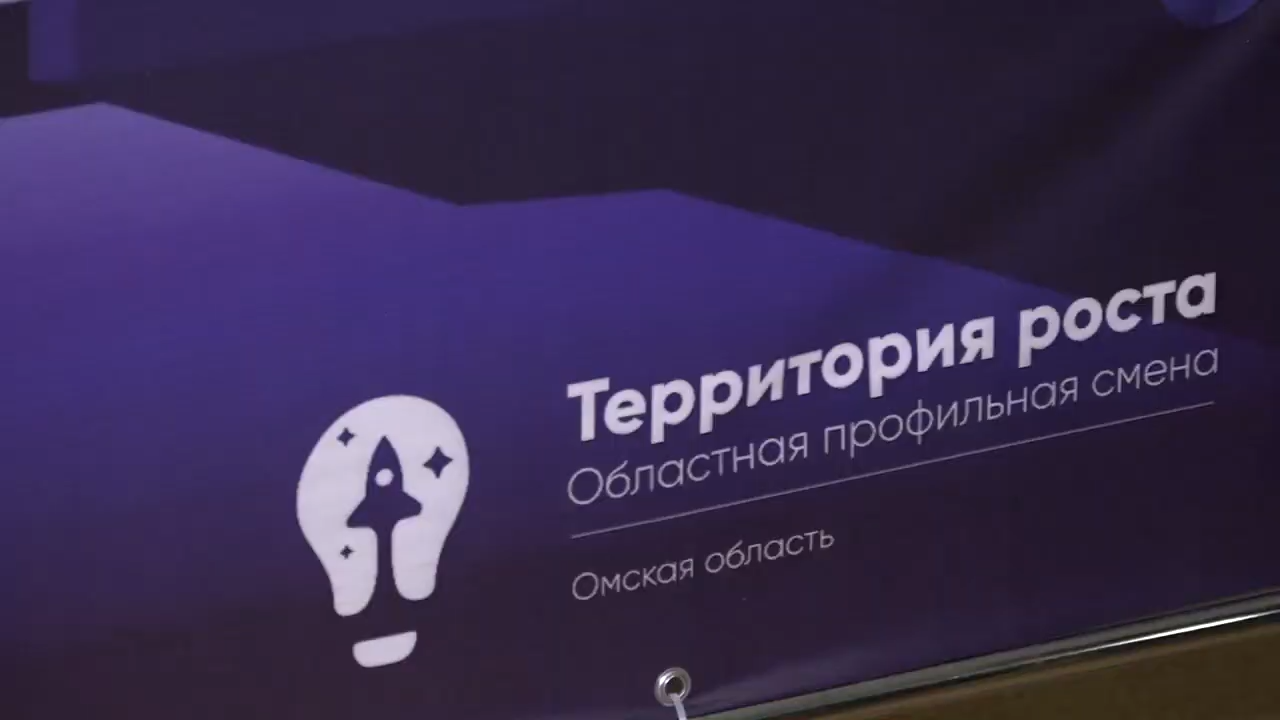 Территория роста
Областная профильная смена
Омская область